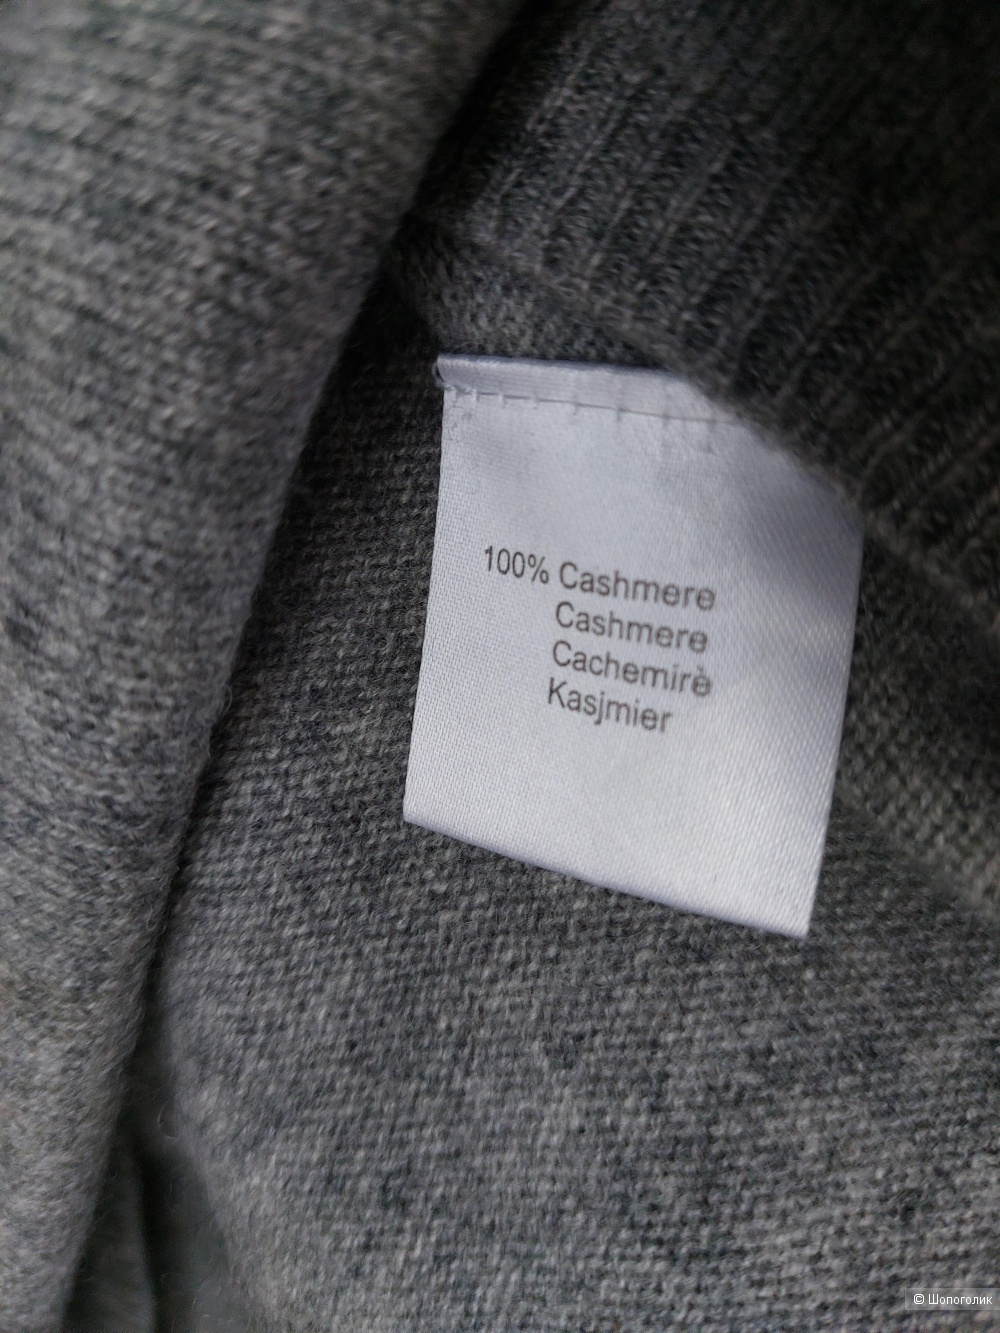 100% Cashmere
Cashmere
Cachemirè
Kasjmier
© Шопоголик